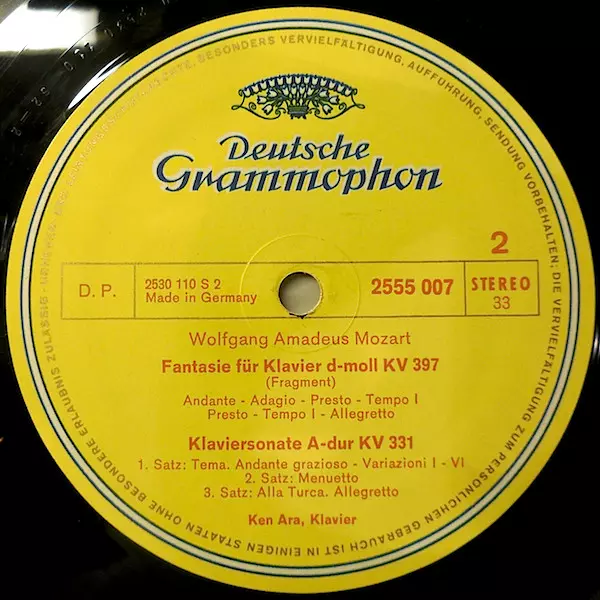 Deutsche
Grammophon
2
D. P.
2530 110 S 2
Made in Germany
2555 007
STEREO
33
Wolfgang Amadeus Mozart
Fantasie für Klavier d-moll KV 397
(Fragment)
Andante - Adagio - Presto - Tempo I
Presto - Tempo I - Allegretto
Klaviersonate A-dur KV 331
1. Satz: Tema. Andante grazioso - Variazioni I - VI
2. Satz: Menuetto
3. Satz: Alla Turca. Allegretto
Ken Ara, Klavier
BESONDERS VERVIELFÄLTIGUNG, AUFFÜHRUNG, SENDUNG VORBEHALTEN; DIE VERVIELFÄLTIGUNG ZUM PERSÖNLICHEN GEBRAUCH IST IN EINIGEN STAATEN OHNE BESONDERE ERLAUBNIS ZULÄSSIG